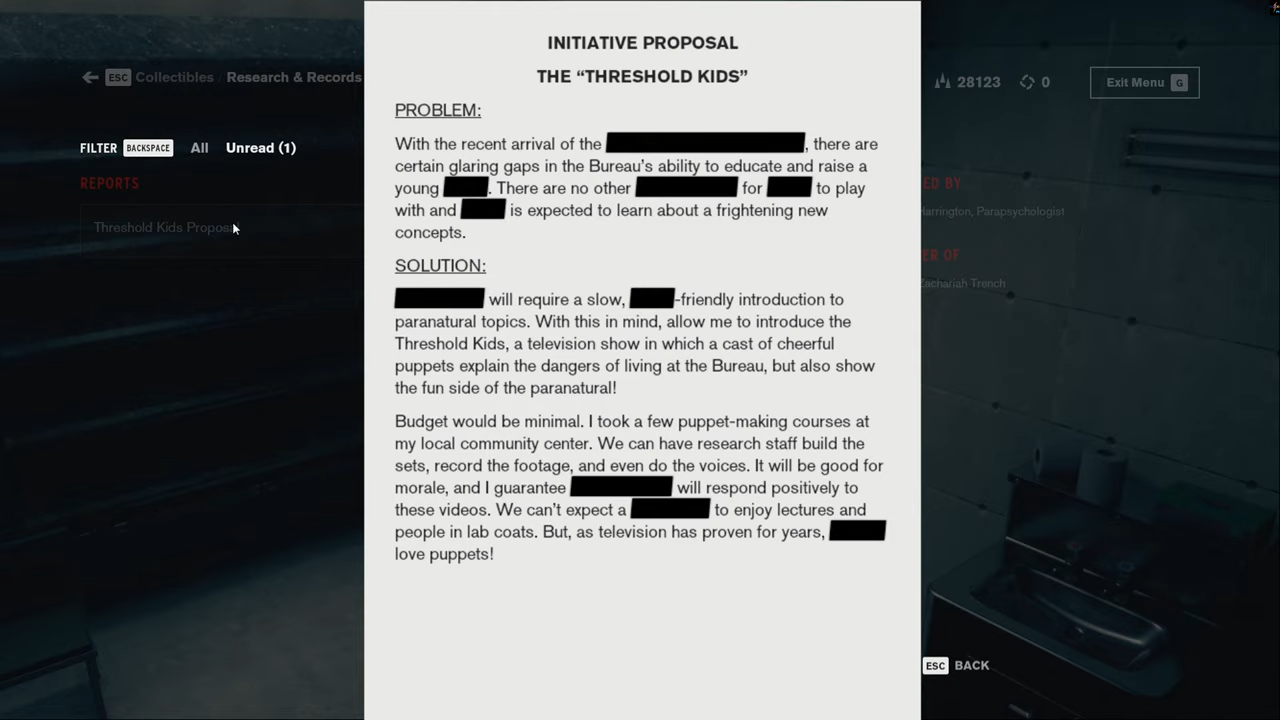 INITIATIVE PROPOSAL
THE “THRESHOLD KIDS”
ESC Collectibles / Research & Records
28123 0
Exit Menu G
FILTER BACKSPACE All Unread (1)
REPORTS
Threshold Kids Propos
PROBLEM:
With the recent arrival of the , there are
certain glaring gaps in the Bureau’s ability to educate and raise a
young . There are no other for to play
with and is expected to learn about a frightening new
concepts.
SOLUTION:
will require a slow, -friendly introduction to
paranatural topics. With this in mind, allow me to introduce the
Threshold Kids, a television show in which a cast of cheerful
puppets explain the dangers of living at the Bureau, but also show
the fun side of the paranatural!
Budget would be minimal. I took a few puppet-making courses at
my local community center. We can have research staff build the
sets, record the footage, and even do the voices. It will be good for
morale, and I guarantee will respond positively to
these videos. We can’t expect a to enjoy lectures and
people in lab coats. But, as television has proven for years,
love puppets!
ED BY
Harrington, Parapsychologist
ER OF
Zachariah Trench
ESC BACK